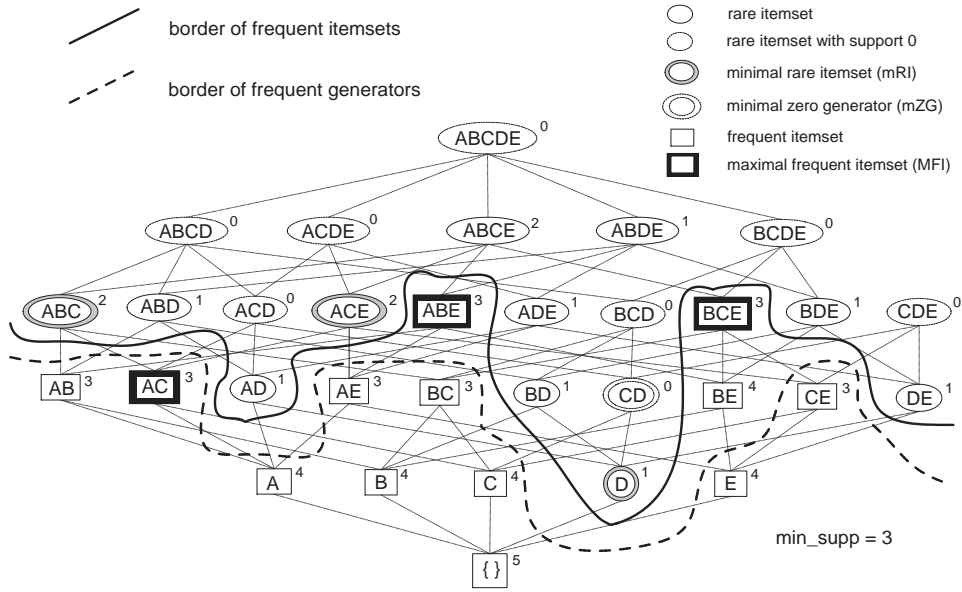 border of frequent itemsets
border of frequent generators
rare itemset
rare itemset with support 0
minimal rare itemset (mRI)
minimal zero generator (mZG)
frequent itemset
maximal frequent itemset (MFI)
ABCDE 0
ABCD 0 ACDE 0 ABCE 2 ABDE 1 BCDE 0
ABC 2 ABD 1 ACD 0 ACE 2 ABE 3 ADE 1 BCD 0 BCE 3 BDE 1 CDE 0
AB 3 AC 3 AD 1 AE 3 BC 3 BD 1 CD 0 BE 4 CE 3 DE 1
A 4 B 4 C 4 D 1 E 4
min_supp = 3
{ } 5